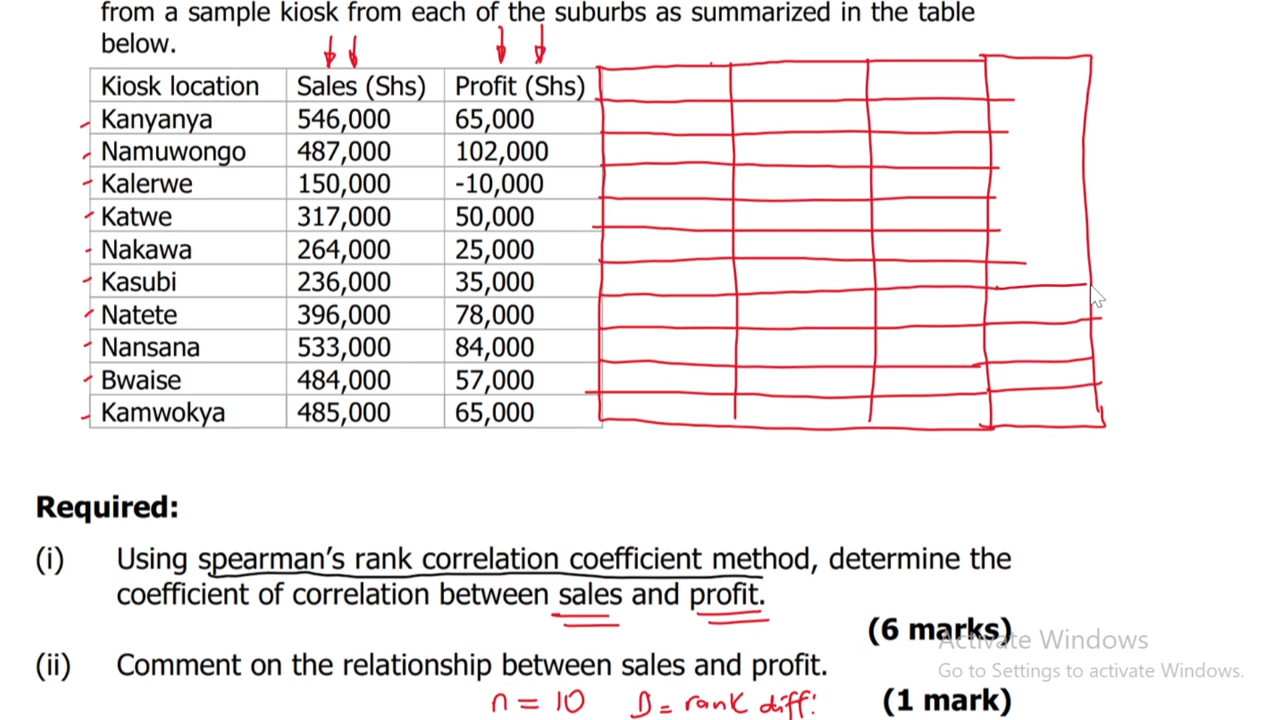 from a sample kiosk from each of the suburbs as summarized in the table
below.
Kiosk location Sales (Shs) Profit (Shs)
Kanyanya 546,000 65,000
Namuwongo 487,000 102,000
Kalerwe 150,000 -10,000
Katwe 317,000 50,000
Nakawa 264,000 25,000
Kasubi 236,000 35,000
Natete 396,000 78,000
Nansana 533,000 84,000
Bwaise 484,000 57,000
Kamwokya 485,000 65,000
Required:
(i) Using spearman's rank correlation coefficient method, determine the
coefficient of correlation between sales and profit.
(6 marks)
Activate Windows
(ii) Comment on the relationship between sales and profit.
Go to Settings to activate Windows.
n = 10 D = rank diff:
(1 mark)